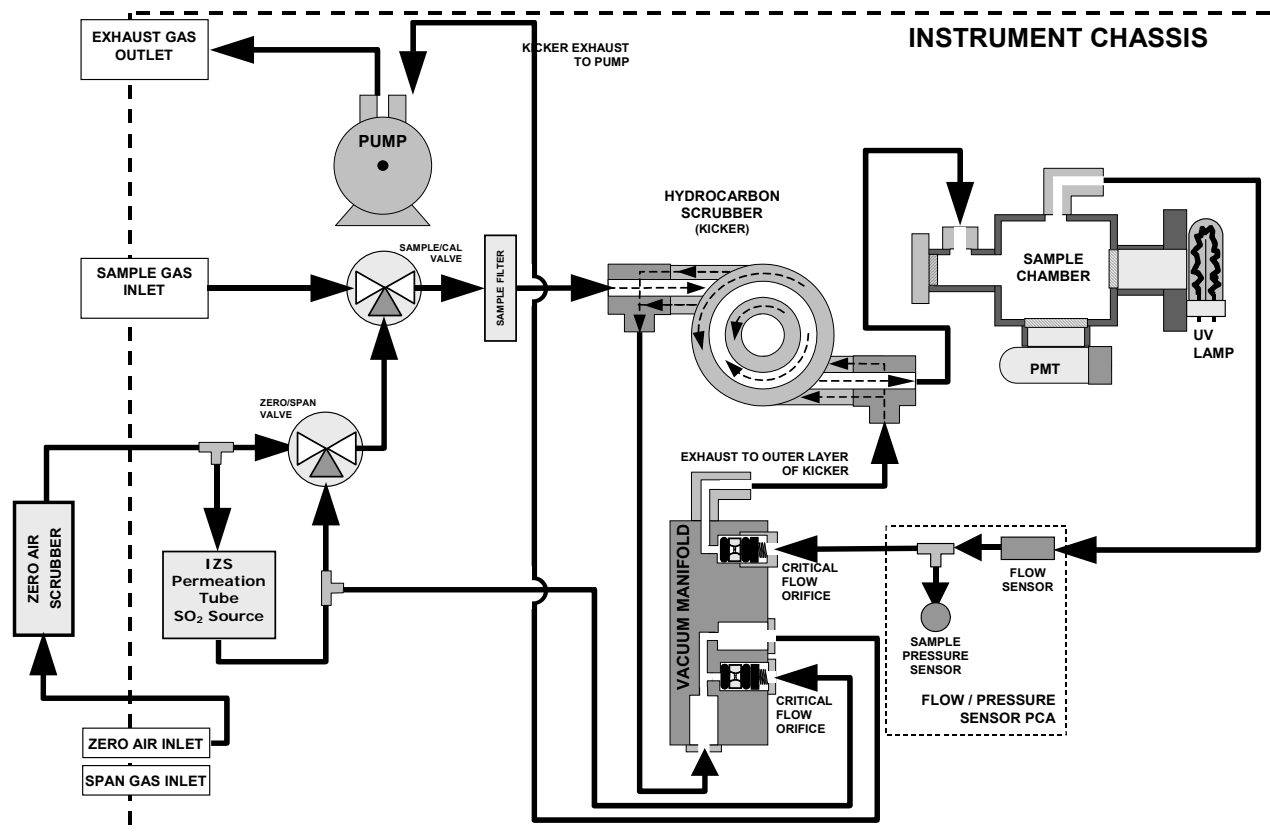 INSTRUMENT CHASSIS
EXHAUST GAS
OUTLET
KICKER EXHAUST
TO PUMP
PUMP
HYDROCARBON
SCRUBBER
(KICKER)
SAMPLE/CAL
VALVE
SAMPLE FILTER
SAMPLE GAS
INLET
SAMPLE
CHAMBER
UV
LAMP
PMT
ZERO/SPAN
VALVE
EXHAUST TO OUTER LAYER
OF KICKER
ZERO AIR
SCRUBBER
IZS
Permeation
Tube
SO₂ Source
VACUUM MANIFOLD
CRITICAL
FLOW
ORIFICE
FLOW
SENSOR
SAMPLE
PRESSURE
SENSOR
CRITICAL
FLOW
ORIFICE
FLOW / PRESSURE
SENSOR PCA
ZERO AIR INLET
SPAN GAS INLET